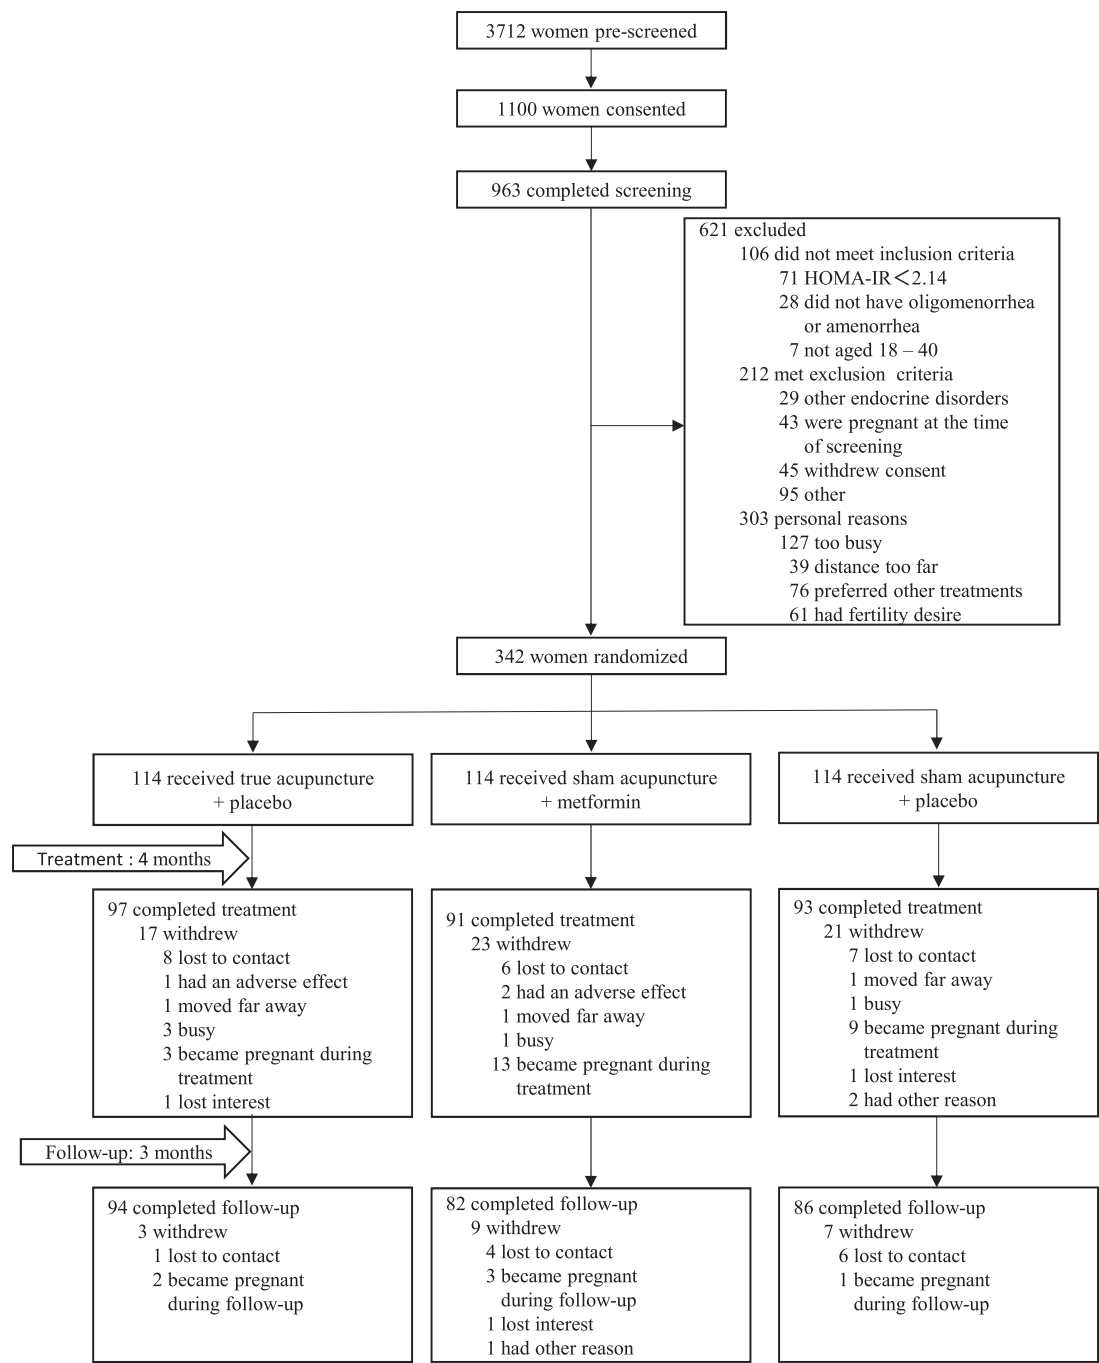 3712 women pre-screened
1100 women consented
963 completed screening
621 excluded
106 did not meet inclusion criteria
71 HOMA-IR＜2.14
28 did not have oligomenorrhea
or amenorrhea
7 not aged 18 – 40
212 met exclusion criteria
29 other endocrine disorders
43 were pregnant at the time
of screening
45 withdrew consent
95 other
303 personal reasons
127 too busy
39 distance too far
76 preferred other treatments
61 had fertility desire
342 women randomized
114 received true acupuncture
+ placebo
114 received sham acupuncture
+ metformin
114 received sham acupuncture
+ placebo
Treatment : 4 months
97 completed treatment
17 withdrew
8 lost to contact
1 had an adverse effect
1 moved far away
3 busy
3 became pregnant during
treatment
1 lost interest
91 completed treatment
23 withdrew
6 lost to contact
2 had an adverse effect
1 moved far away
1 busy
13 became pregnant during
treatment
93 completed treatment
21 withdrew
7 lost to contact
1 moved far away
1 busy
9 became pregnant during
treatment
1 lost interest
2 had other reason
Follow-up: 3 months
94 completed follow-up
3 withdrew
1 lost to contact
2 became pregnant
during follow-up
82 completed follow-up
9 withdrew
4 lost to contact
3 became pregnant
during follow-up
1 lost interest
1 had other reason
86 completed follow-up
7 withdrew
6 lost to contact
1 became pregnant
during follow-up